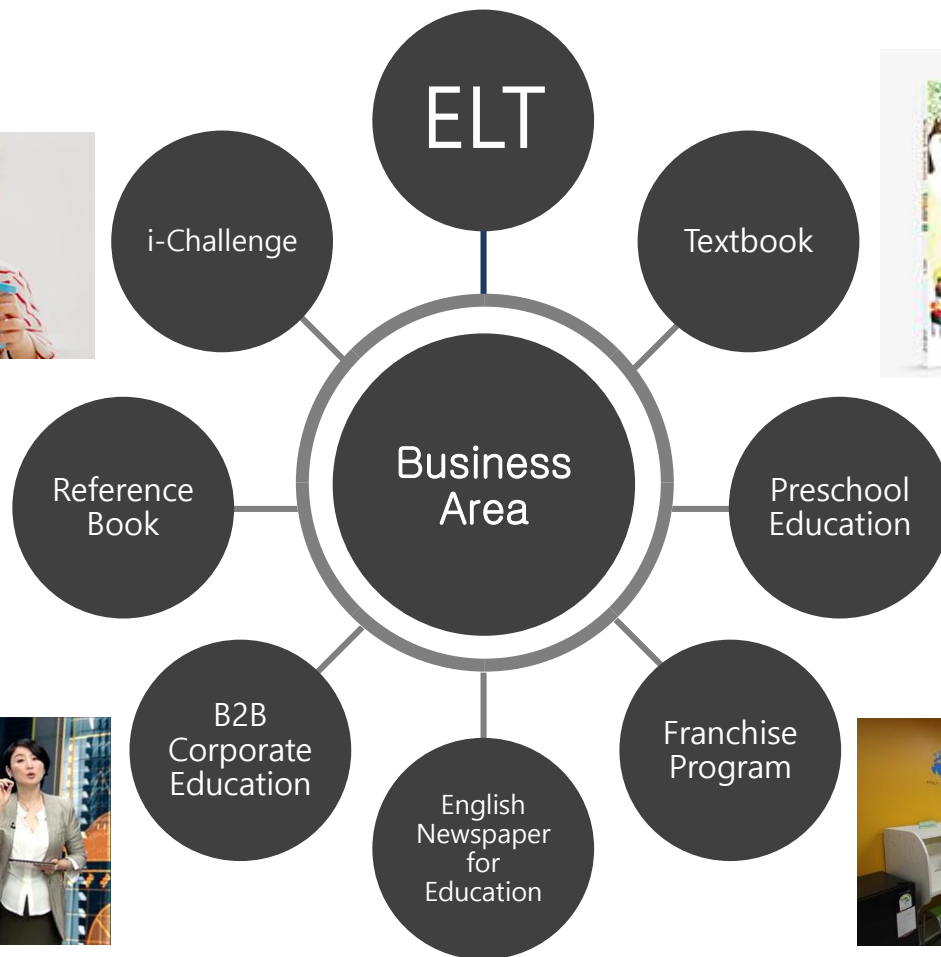 ELT
i-Challenge
Textbook
Business
Area
Reference
Book
Preschool
Education
B2B
Corporate
Education
Franchise
Program
English
Newspaper
for
Education